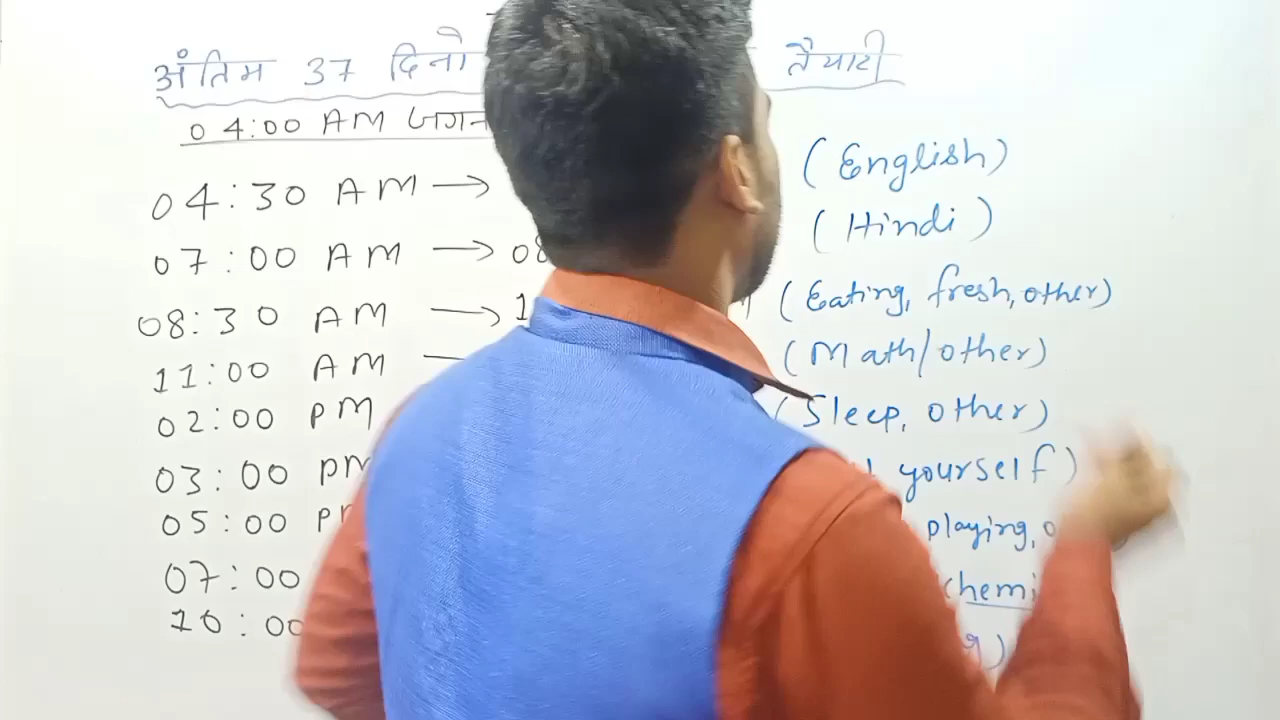 अंतिम 37 दिनो तैयारी
04:00 AM जगन
04:30 AM → (English)
07:00 AM → 08 (Hindi)
08:30 AM → 1 (Eating, fresh, other)
11:00 AM (Math/other)
02:00 PM (Sleep, other)
03:00 PM yourself)
05:00 playing,
07:00 chemi
10:00